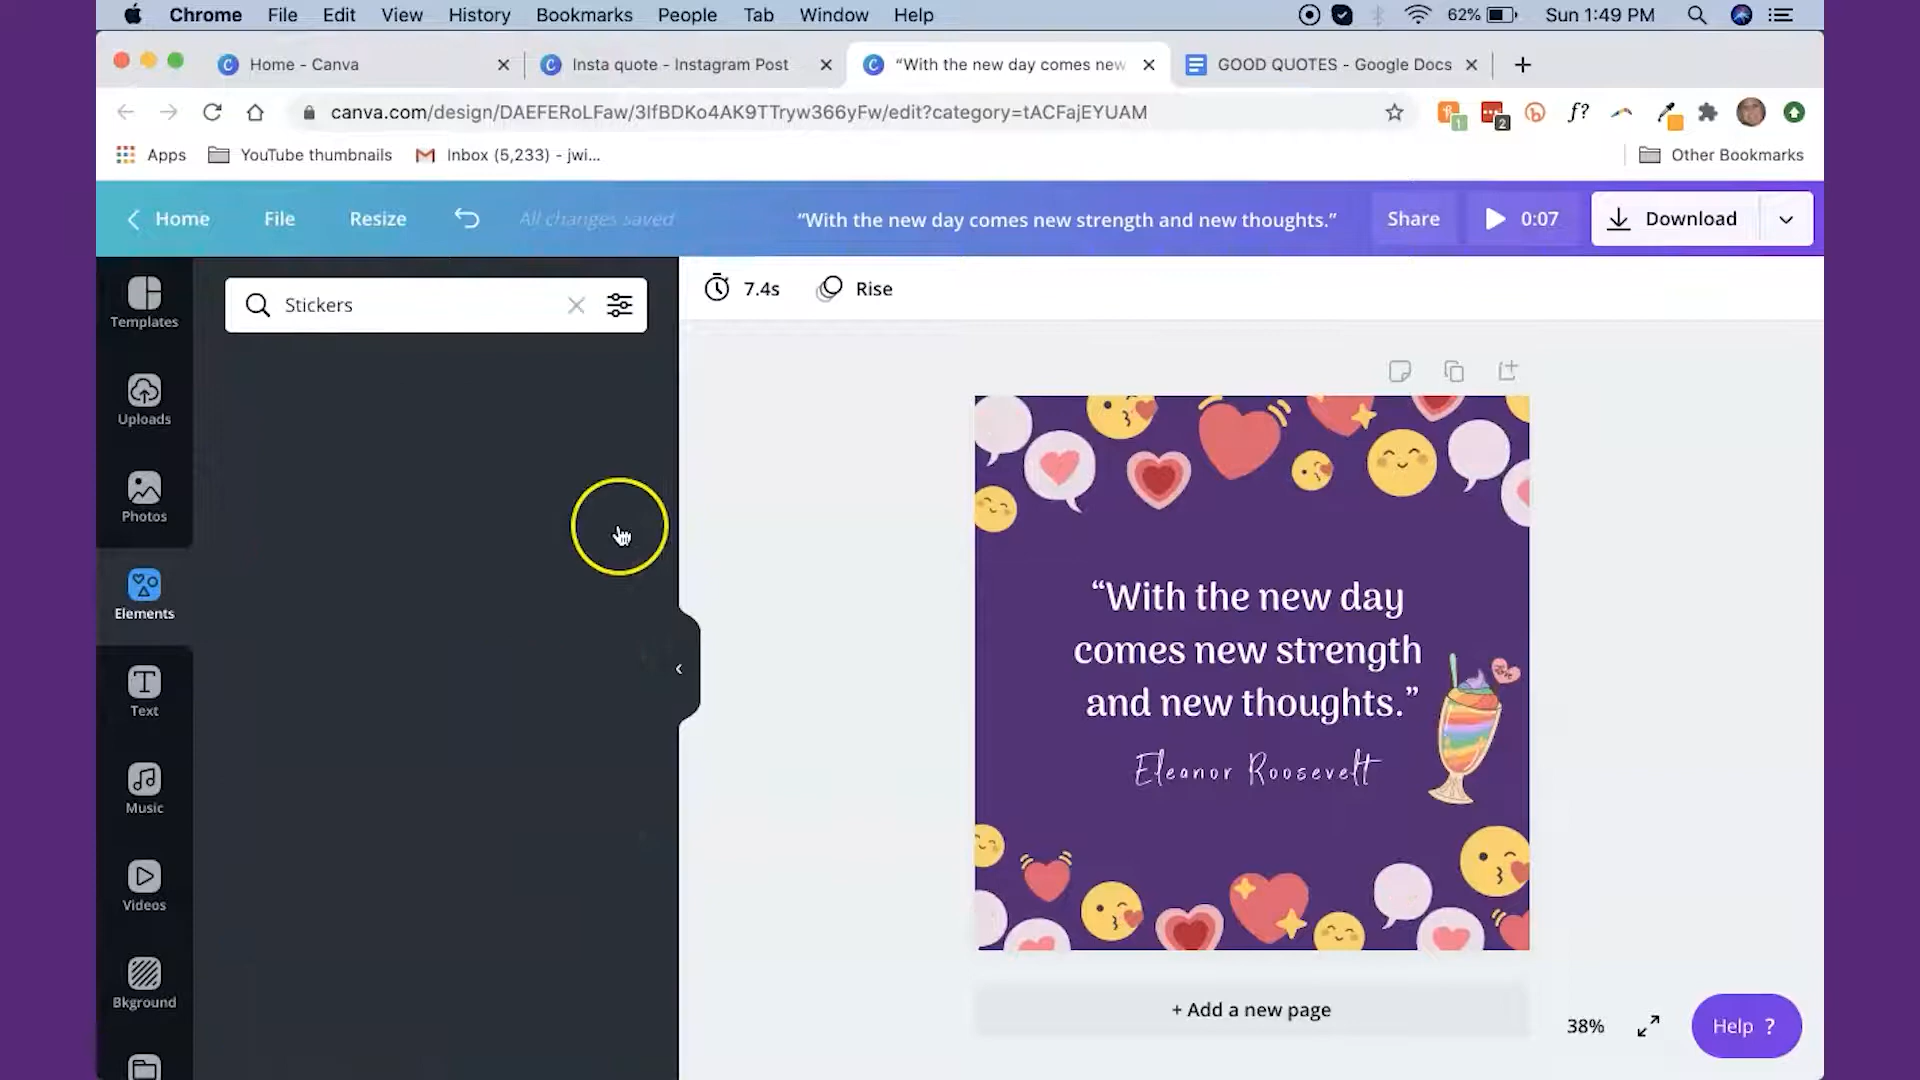 Chrome File Edit View History Bookmarks People Tab Window Help 62% Sun 1:49 PM
Home - Canva Insta quote - Instagram Post “With the new day comes new GOOD QUOTES - Google Docs
canva.com/design/DAEFERoLFaw/3IfBDKo4AK9TTryw366yFw/edit?category=tACFajEYUAM f? 1 2
Apps YouTube thumbnails Inbox (5,233) - jwi... Other Bookmarks
Home File Resize All changes saved “With the new day comes new strength and new thoughts.” Share 0:07 Download
Stickers
7.4s Rise
Templates
Uploads
Photos
Elements
Text
Music
Videos
Bkground
“With the new day
comes new strength
and new thoughts.”
Eleanor Roosevelt
+ Add a new page
38% Help ?